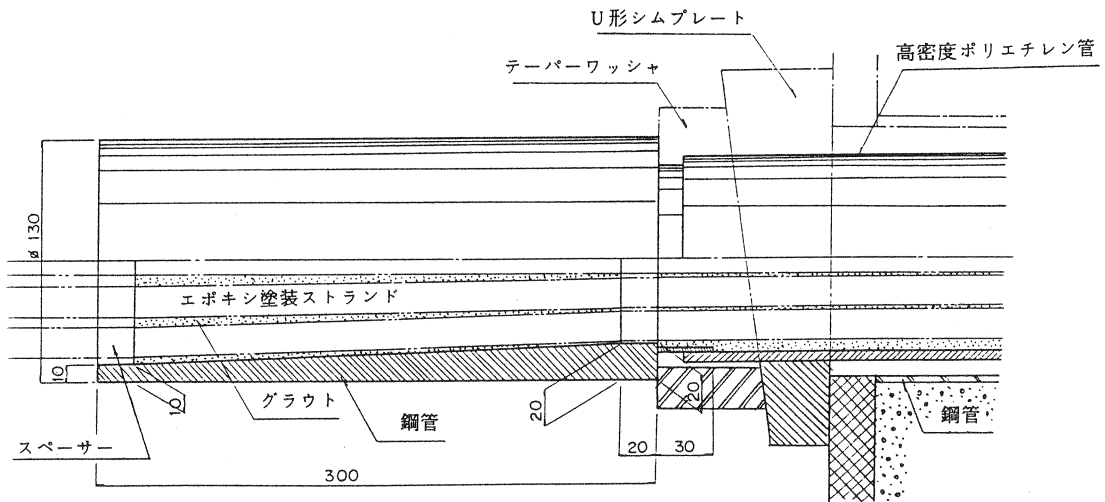 U形シムプレート
高密度ポリエチレン管
テーパーワッシャ
ø130
エポキシ塗装ストランド
10
10
グラウト
20
20
鋼管
鋼管
スペーサー
20
30
300